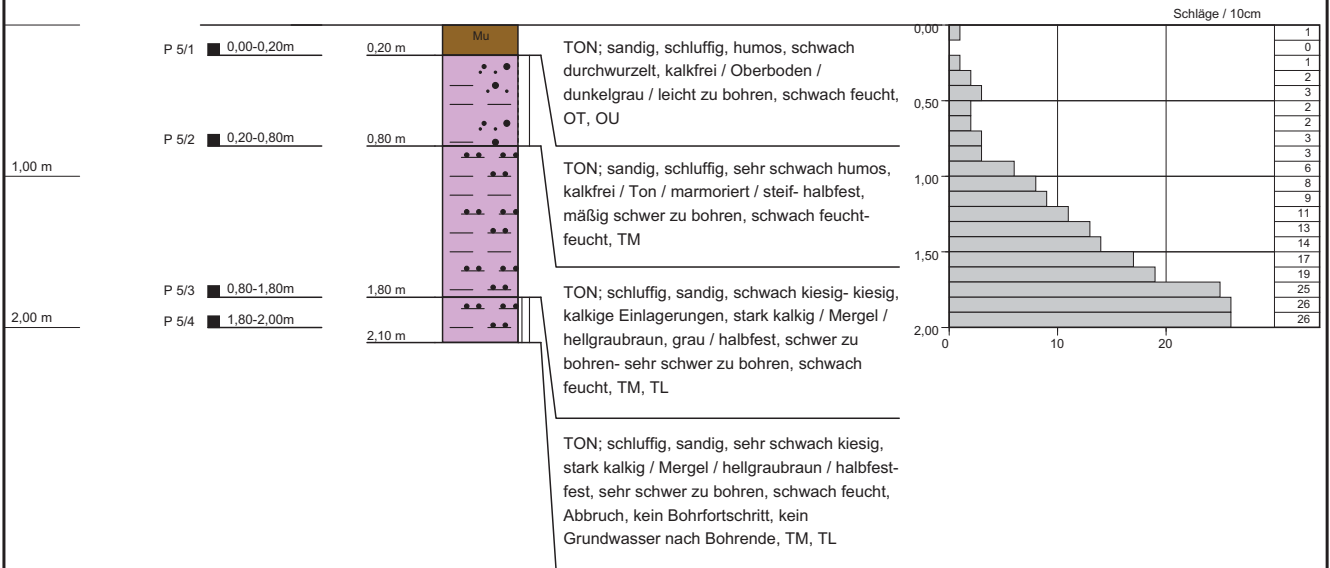 Schläge / 10cm
Mu
P 5/1 0,00-0,20m 0,20 m
TON; sandig, schluffig, humos, schwach
durchwurzelt, kalkfrei / Oberboden /
dunkelgrau / leicht zu bohren, schwach feucht,
OT, OU
P 5/2 0,20-0,80m 0,80 m
1,00 m
TON; sandig, schluffig, sehr schwach humos,
kalkfrei / Ton / marmoriert / steif- halbfest,
mäßig schwer zu bohren, schwach feucht-
feucht, TM
P 5/3 0,80-1,80m 1,80 m
TON; schluffig, sandig, schwach kiesig- kiesig,
kalkige Einlagerungen, stark kalkig / Mergel /
hellgraubraun, grau / halbfest, schwer zu
bohren- sehr schwer zu bohren, schwach
feucht, TM, TL
2,00 m
P 5/4 1,80-2,00m
2,10 m
TON; schluffig, sandig, sehr schwach kiesig,
stark kalkig / Mergel / hellgraubraun / halbfest-
fest, sehr schwer zu bohren, schwach feucht,
Abbruch, kein Bohrfortschritt, kein
Grundwasser nach Bohrende, TM, TL
0,00
0,50
1,00
1,50
2,00
0 10 20
1
0
1
2
3
2
2
3
3
6
8
9
11
13
14
17
19
25
26
26